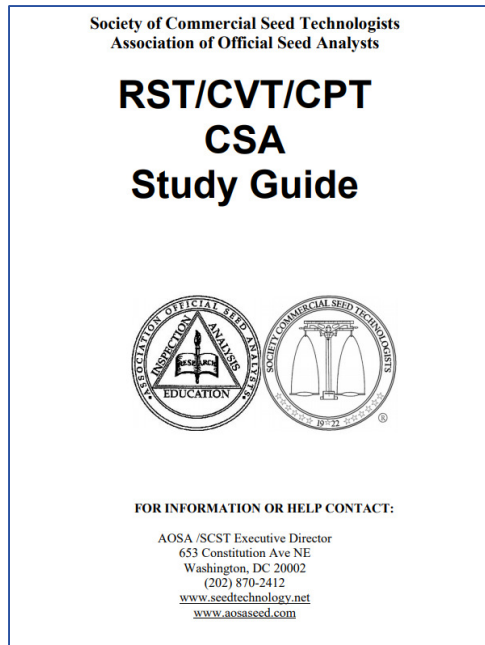 Society of Commercial Seed Technologists
Association of Official Seed Analysts
RST/CVT/CPT
CSA
Study Guide
ASSOCIATION OFFICIAL SEED ANALYSTS
INSPECTION
ANALYSIS
RESEARCH
EDUCATION
SOCIETY COMMERCIAL SEED TECHNOLOGISTS
19 22
®
FOR INFORMATION OR HELP CONTACT:
AOSA /SCST Executive Director
653 Constitution Ave NE
Washington, DC 20002
(202) 870-2412
www.seedtechnology.net
www.aosaseed.com